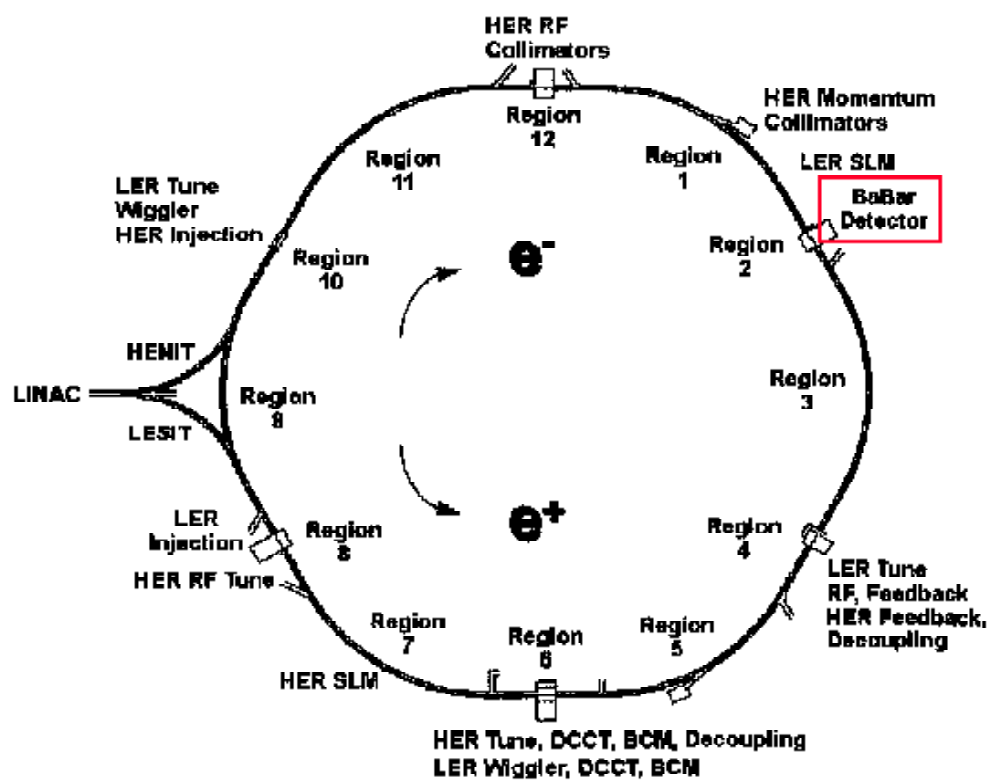 HER RF
Collimators
Region
12
HER Momentum
Collimators
Region
1
LER SLM
BaBar
Detector
Region
2
Region
11
LER Tune
Wiggler
HER Injection
Region
10
e-
HENIT
LINAC
LESIT
Region
9
Region
3
e+
LER
Injection
Region
8
HER RF Tune
Region
4
LER Tune
RF, Feedback
HER Feedback,
Decoupling
Region
7
Region
6
Region
5
HER SLM
HER Tune, DCCT, BCM, Decoupling
LER Wiggler, DCCT, BCM